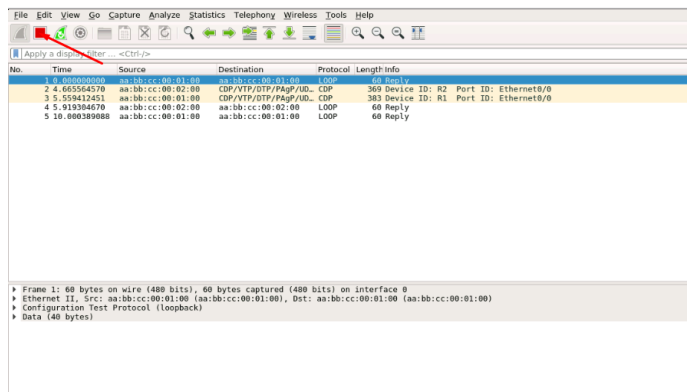 File Edit View Go Capture Analyze Statistics Telephony Wireless Tools Help
Apply a display filter ... <Ctrl-/>
No. Time Source Destination Protocol Length Info
1 0.000000000 aa:bb:cc:00:01:00 aa:bb:cc:00:01:00 LOOP 60 Reply
2 4.665564570 aa:bb:cc:00:02:00 CDP/VTP/DTP/PAgP/UD… CDP 369 Device ID: R2 Port ID: Ethernet0/0
3 5.559412451 aa:bb:cc:00:01:00 CDP/VTP/DTP/PAgP/UD… CDP 383 Device ID: R1 Port ID: Ethernet0/0
4 5.919304670 aa:bb:cc:00:02:00 aa:bb:cc:00:02:00 LOOP 60 Reply
5 10.000389088 aa:bb:cc:00:01:00 aa:bb:cc:00:01:00 LOOP 60 Reply
Frame 1: 60 bytes on wire (480 bits), 60 bytes captured (480 bits) on interface 0
Ethernet II, Src: aa:bb:cc:00:01:00 (aa:bb:cc:00:01:00), Dst: aa:bb:cc:00:01:00 (aa:bb:cc:00:01:00)
Configuration Test Protocol (loopback)
Data (40 bytes)